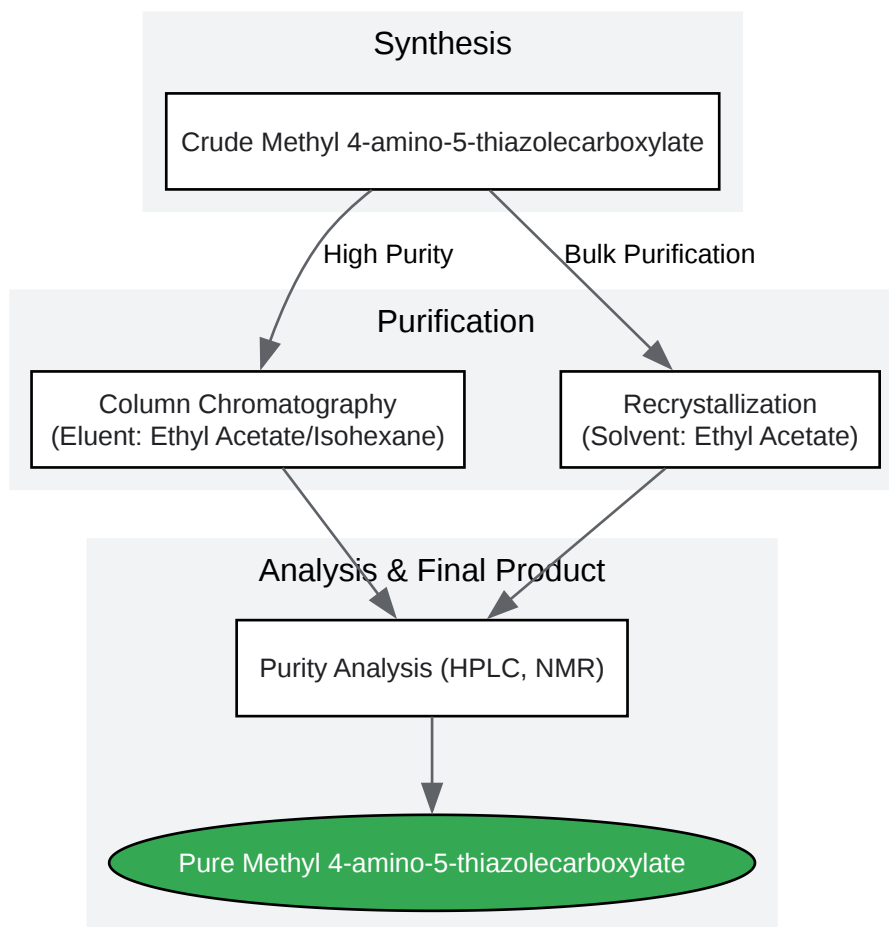 Synthesis
Crude Methyl 4-amino-5-thiazolecarboxylate
High Purity
Bulk Purification
Purification
Column Chromatography
(Eluent: Ethyl Acetate/Isohexane)
Recrystallization
(Solvent: Ethyl Acetate)
Analysis & Final Product
Purity Analysis (HPLC, NMR)
Pure Methyl 4-amino-5-thiazolecarboxylate